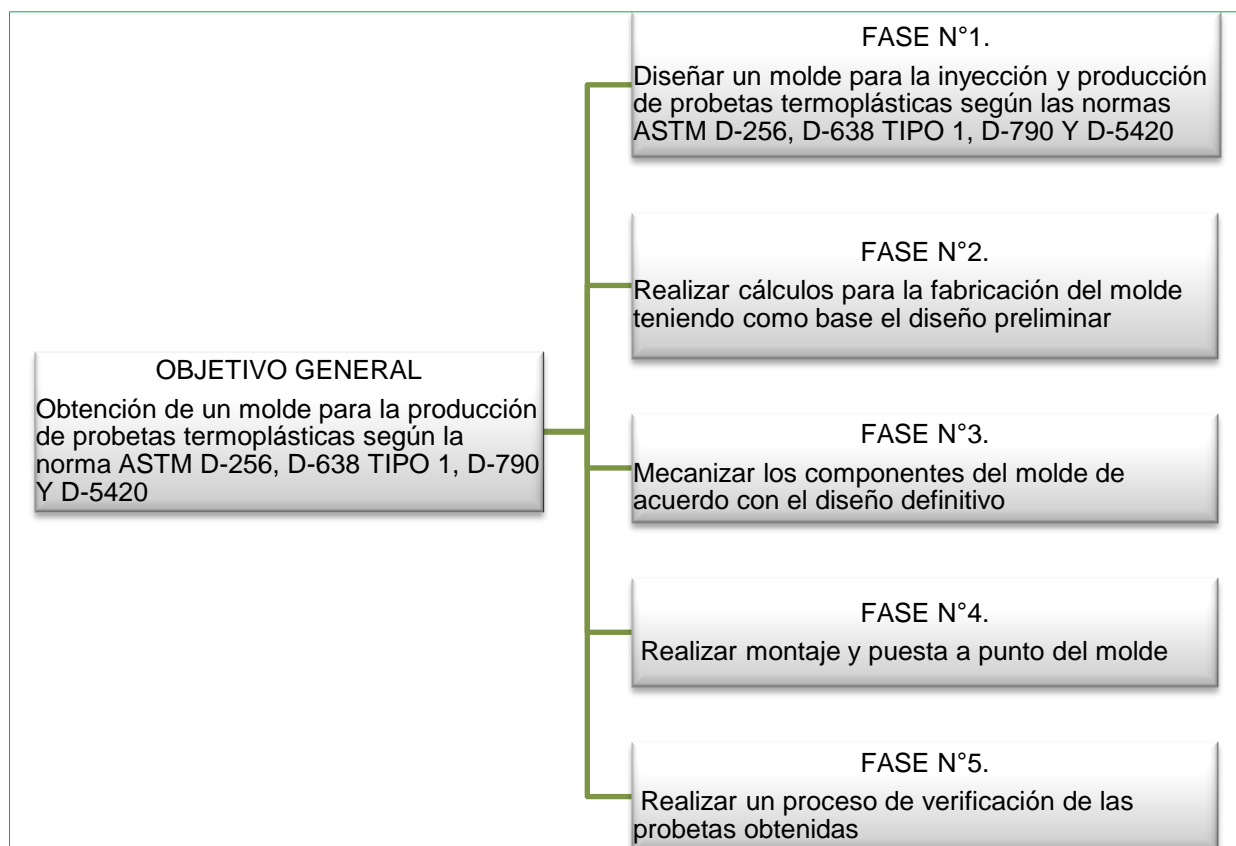 OBJETIVO GENERAL
Obtención de un molde para la producción
de probetas termoplásticas según la
norma ASTM D-256, D-638 TIPO 1, D-790
Y D-5420
FASE N°1.
Diseñar un molde para la inyección y producción
de probetas termoplásticas según las normas
ASTM D-256, D-638 TIPO 1, D-790 Y D-5420
FASE N°2.
Realizar cálculos para la fabricación del molde
teniendo como base el diseño preliminar
FASE N°3.
Mecanizar los componentes del molde de
acuerdo con el diseño definitivo
FASE N°4.
Realizar montaje y puesta a punto del molde
FASE N°5.
Realizar un proceso de verificación de las
probetas obtenidas